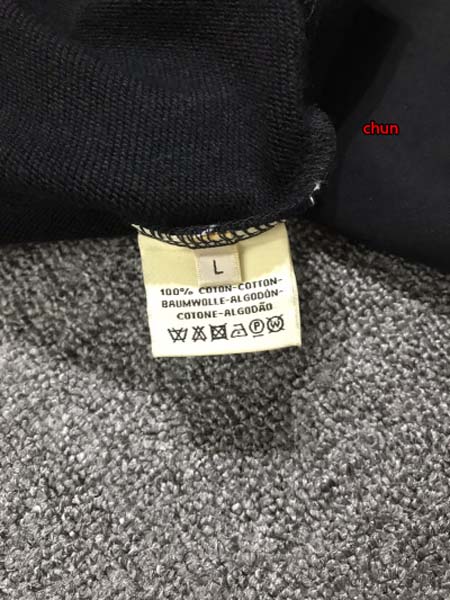 chun
L
100% COTON-COTTON-
BAUMWOLLE-ALGODÓN-
COTONE-ALGODÃO